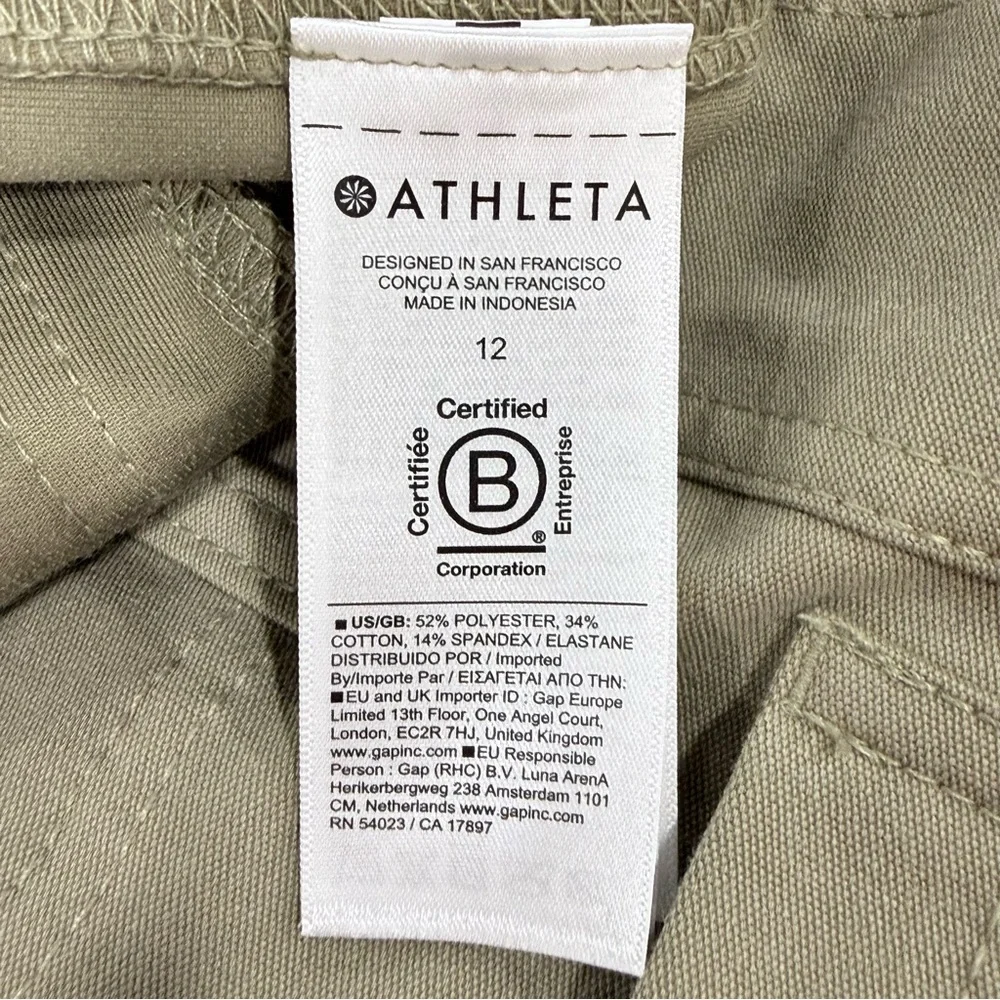 ATHLETA
DESIGNED IN SAN FRANCISCO
CONÇU À SAN FRANCISCO
MADE IN INDONESIA
12
Certified
Certifiée
B
Entreprise
®
Corporation
■ US/GB: 52% POLYESTER, 34%
COTTON, 14% SPANDEX / ELASTANE
DISTRIBUIDO POR / Imported
By/Importe Par / ΕΙΣΑΓΕΤΑΙ ΑΠΟ ΤΗΝ:
■EU and UK Importer ID : Gap Europe
Limited 13th Floor, One Angel Court,
London, EC2R 7HJ, United Kingdom
www.gapinc.com ■EU Responsible
Person : Gap (RHC) B.V. Luna ArenA
Herikerbergweg 238 Amsterdam 1101
CM, Netherlands www.gapinc.com
RN 54023 / CA 17897